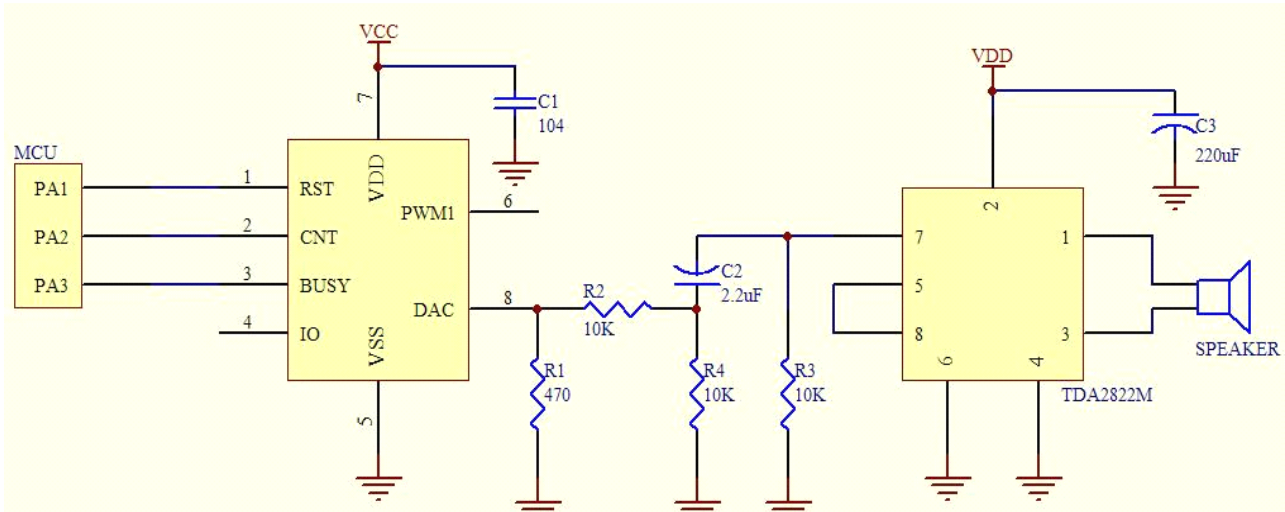 MCU
PA1
PA2
PA3
1
2
3
4
VCC
7
C1
104
RST
CNT
BUSY
IO
VDD
VSS
PWM1
DAC
6
8
5
R1
470
R2
10K
C2
2.2uF
R4
10K
R3
10K
VDD
C3
220uF
2
7
5
8
1
3
6
4
TDA2822M
SPEAKER